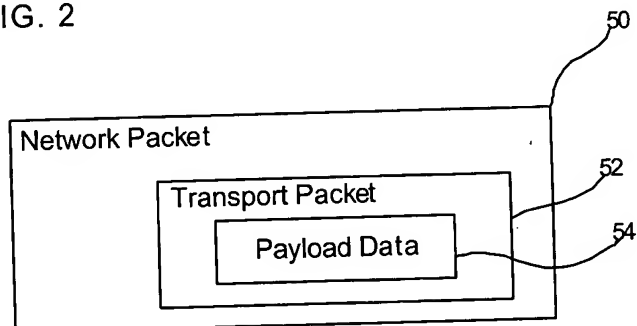 IG. 2
50
Network Packet
52
Transport Packet
54
Payload Data